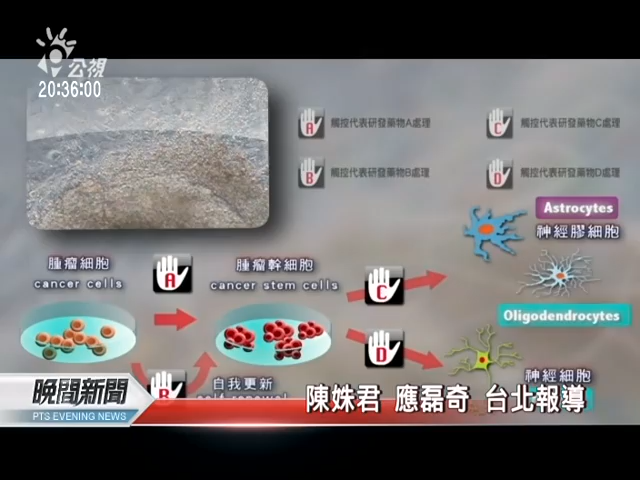 公視
20:36:00
A 觸控代表研發藥物A處理
C 觸控代表研發藥物C處理
B 觸控代表研發藥物B處理
D 觸控代表研發藥物D處理
Astrocytes
神經膠細胞
腫瘤細胞
cancer cells
A
腫瘤幹細胞
cancer stem cells
C
Oligodendrocytes
D
神經細胞
B
自我更新
晚間新聞
PTS EVENING NEWS
陳姝君 應磊奇 台北報導